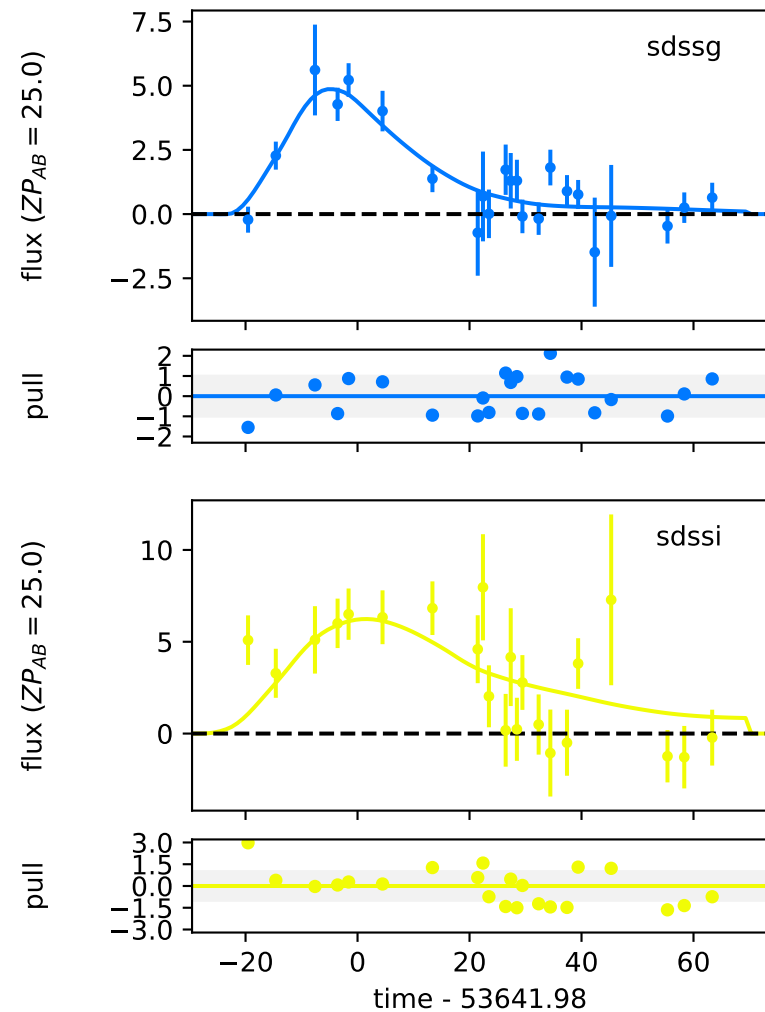 7.5
5.0
2.5
0.0
−2.5
flux (ZP_AB = 25.0)
sdssg
2
1
0
−1
−2
pull
10
5
0
flux (ZP_AB = 25.0)
sdssi
3.0
1.5
0.0
−1.5
−3.0
pull
−20 0 20 40 60
time - 53641.98